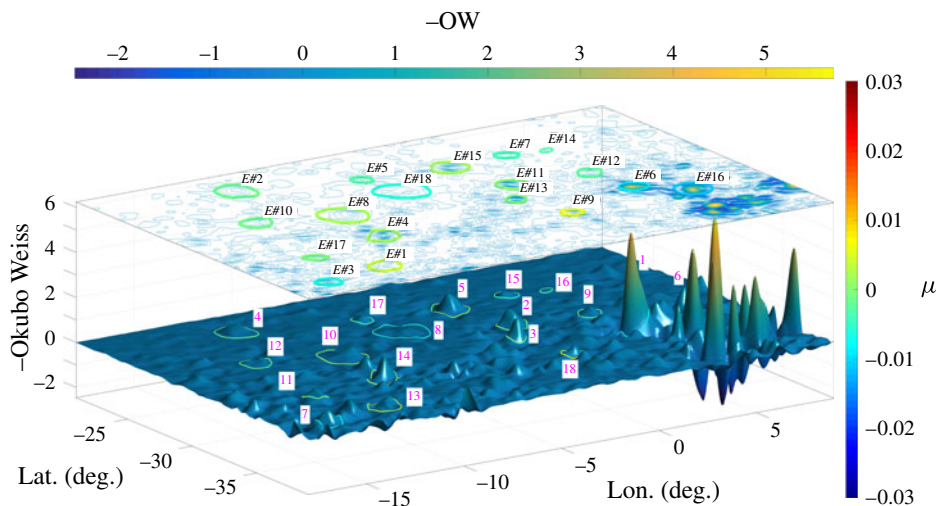 –OW
–2 –1 0 1 2 3 4 5
0.03
0.02
0.01
0
–0.01
–0.02
–0.03
μ
E#14
E#7
E#15
E#12
E#5
E#2
E#18
E#11
E#6
E#16
E#13
E#8
E#9
E#10
E#4
E#17
E#1
E#3
6
4
2
0
–2
–Okubo Weiss
1
6
15
16
5
9
17
2
4
10
8
3
12
14
18
11
13
7
–25
–30
–35
Lat. (deg.)
–15
–10
–5
0
5
Lon. (deg.)